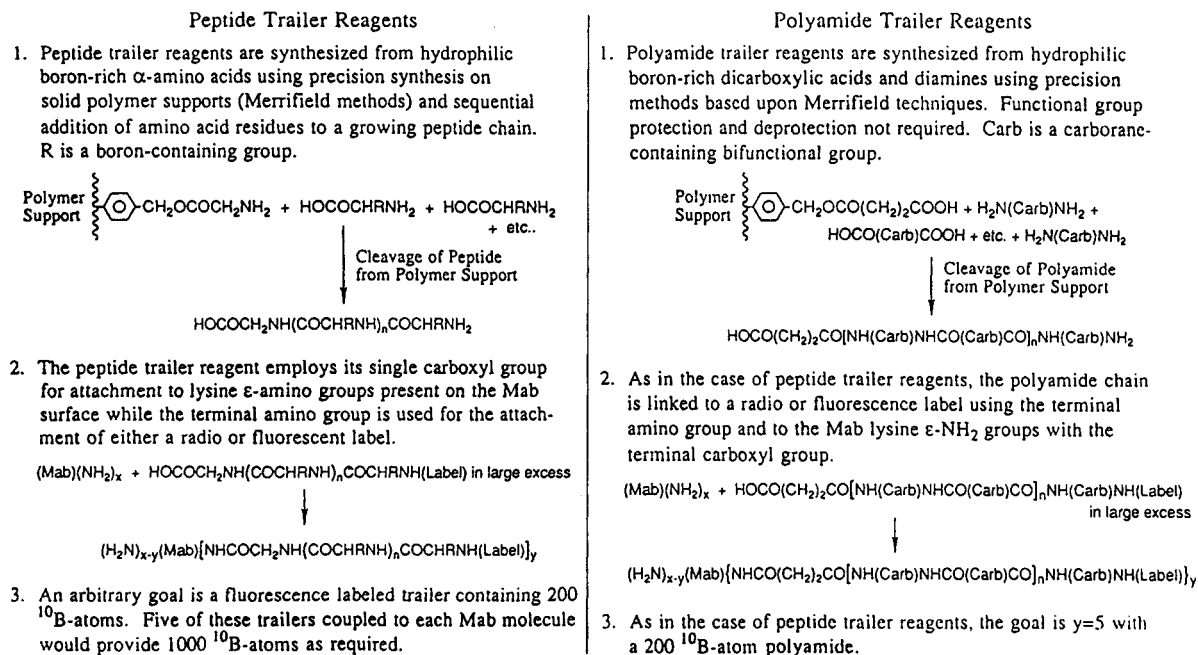 Peptide Trailer Reagents
1. Peptide trailer reagents are synthesized from hydrophilic
boron-rich α-amino acids using precision synthesis on
solid polymer supports (Merrifield methods) and sequential
addition of amino acid residues to a growing peptide chain.
R is a boron-containing group.
Polymer
Support
CH₂OCOCH₂NH₂ + HOCOCHRNH₂ + HOCOCHRNH₂
+ etc..
Cleavage of Peptide
from Polymer Support
HOCOCH₂NH(COCHRNH)ₙCOCHRNH₂
2. The peptide trailer reagent employs its single carboxyl group
for attachment to lysine ε-amino groups present on the Mab
surface while the terminal amino group is used for the attach-
ment of either a radio or fluorescent label.
(Mab)(NH₂)ₓ + HOCOCH₂NH(COCHRNH)ₙCOCHRNH(Label) in large excess
(H₂N)ₓ₋y(Mab)[NHCOCH₂NH(COCHRNH)ₙCOCHRNH(Label)]y
3. An arbitrary goal is a fluorescence labeled trailer containing 200
¹⁰B-atoms. Five of these trailers coupled to each Mab molecule
would provide 1000 ¹⁰B-atoms as required.
Polyamide Trailer Reagents
1. Polyamide trailer reagents are synthesized from hydrophilic
boron-rich dicarboxylic acids and diamines using precision
methods based upon Merrifield techniques. Functional group
protection and deprotection not required. Carb is a carborane-
containing bifunctional group.
Polymer
Support
CH₂OCO(CH₂)₂COOH + H₂N(Carb)NH₂ +
HOCO(Carb)COOH + etc. + H₂N(Carb)NH₂
Cleavage of Polyamide
from Polymer Support
HOCO(CH₂)₂CO[NH(Carb)NHCO(Carb)CO]ₙNH(Carb)NH₂
2. As in the case of peptide trailer reagents, the polyamide chain
is linked to a radio or fluorescence label using the terminal
amino group and to the Mab lysine ε-NH₂ groups with the
terminal carboxyl group.
(Mab)(NH₂)ₓ + HOCO(CH₂)₂CO[NH(Carb)NHCO(Carb)CO]ₙNH(Carb)NH(Label)
in large excess
(H₂N)ₓ₋y(Mab){NHCO(CH₂)₂CO[NH(Carb)NHCO(Carb)CO]ₙNH(Carb)NH(Label)}y
3. As in the case of peptide trailer reagents, the goal is y=5 with
a 200 ¹⁰B-atom polyamide.